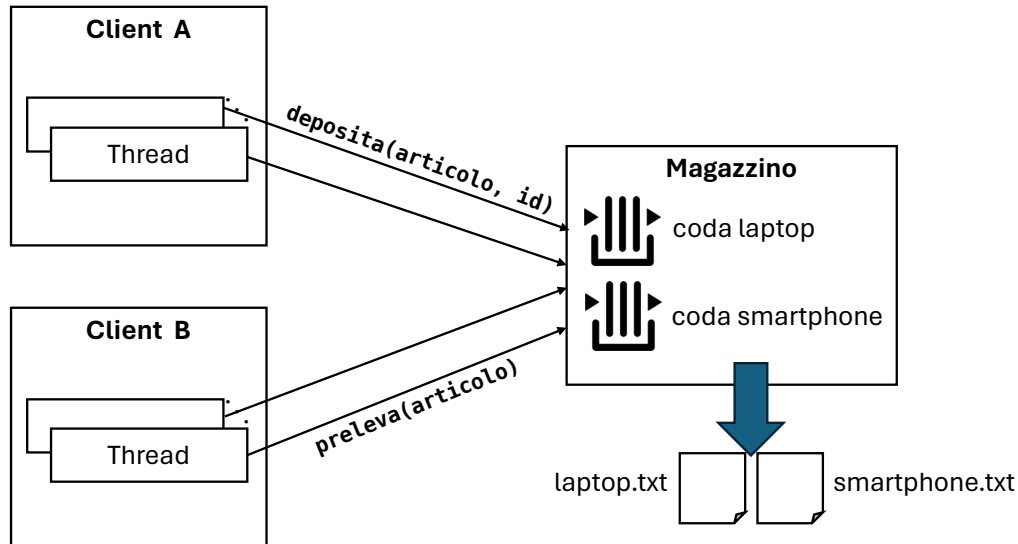 Client A
Thread
deposita(articolo, id)
Magazzino
coda laptop
coda smartphone
Client B
Thread
preleva(articolo)
laptop.txt
smartphone.txt